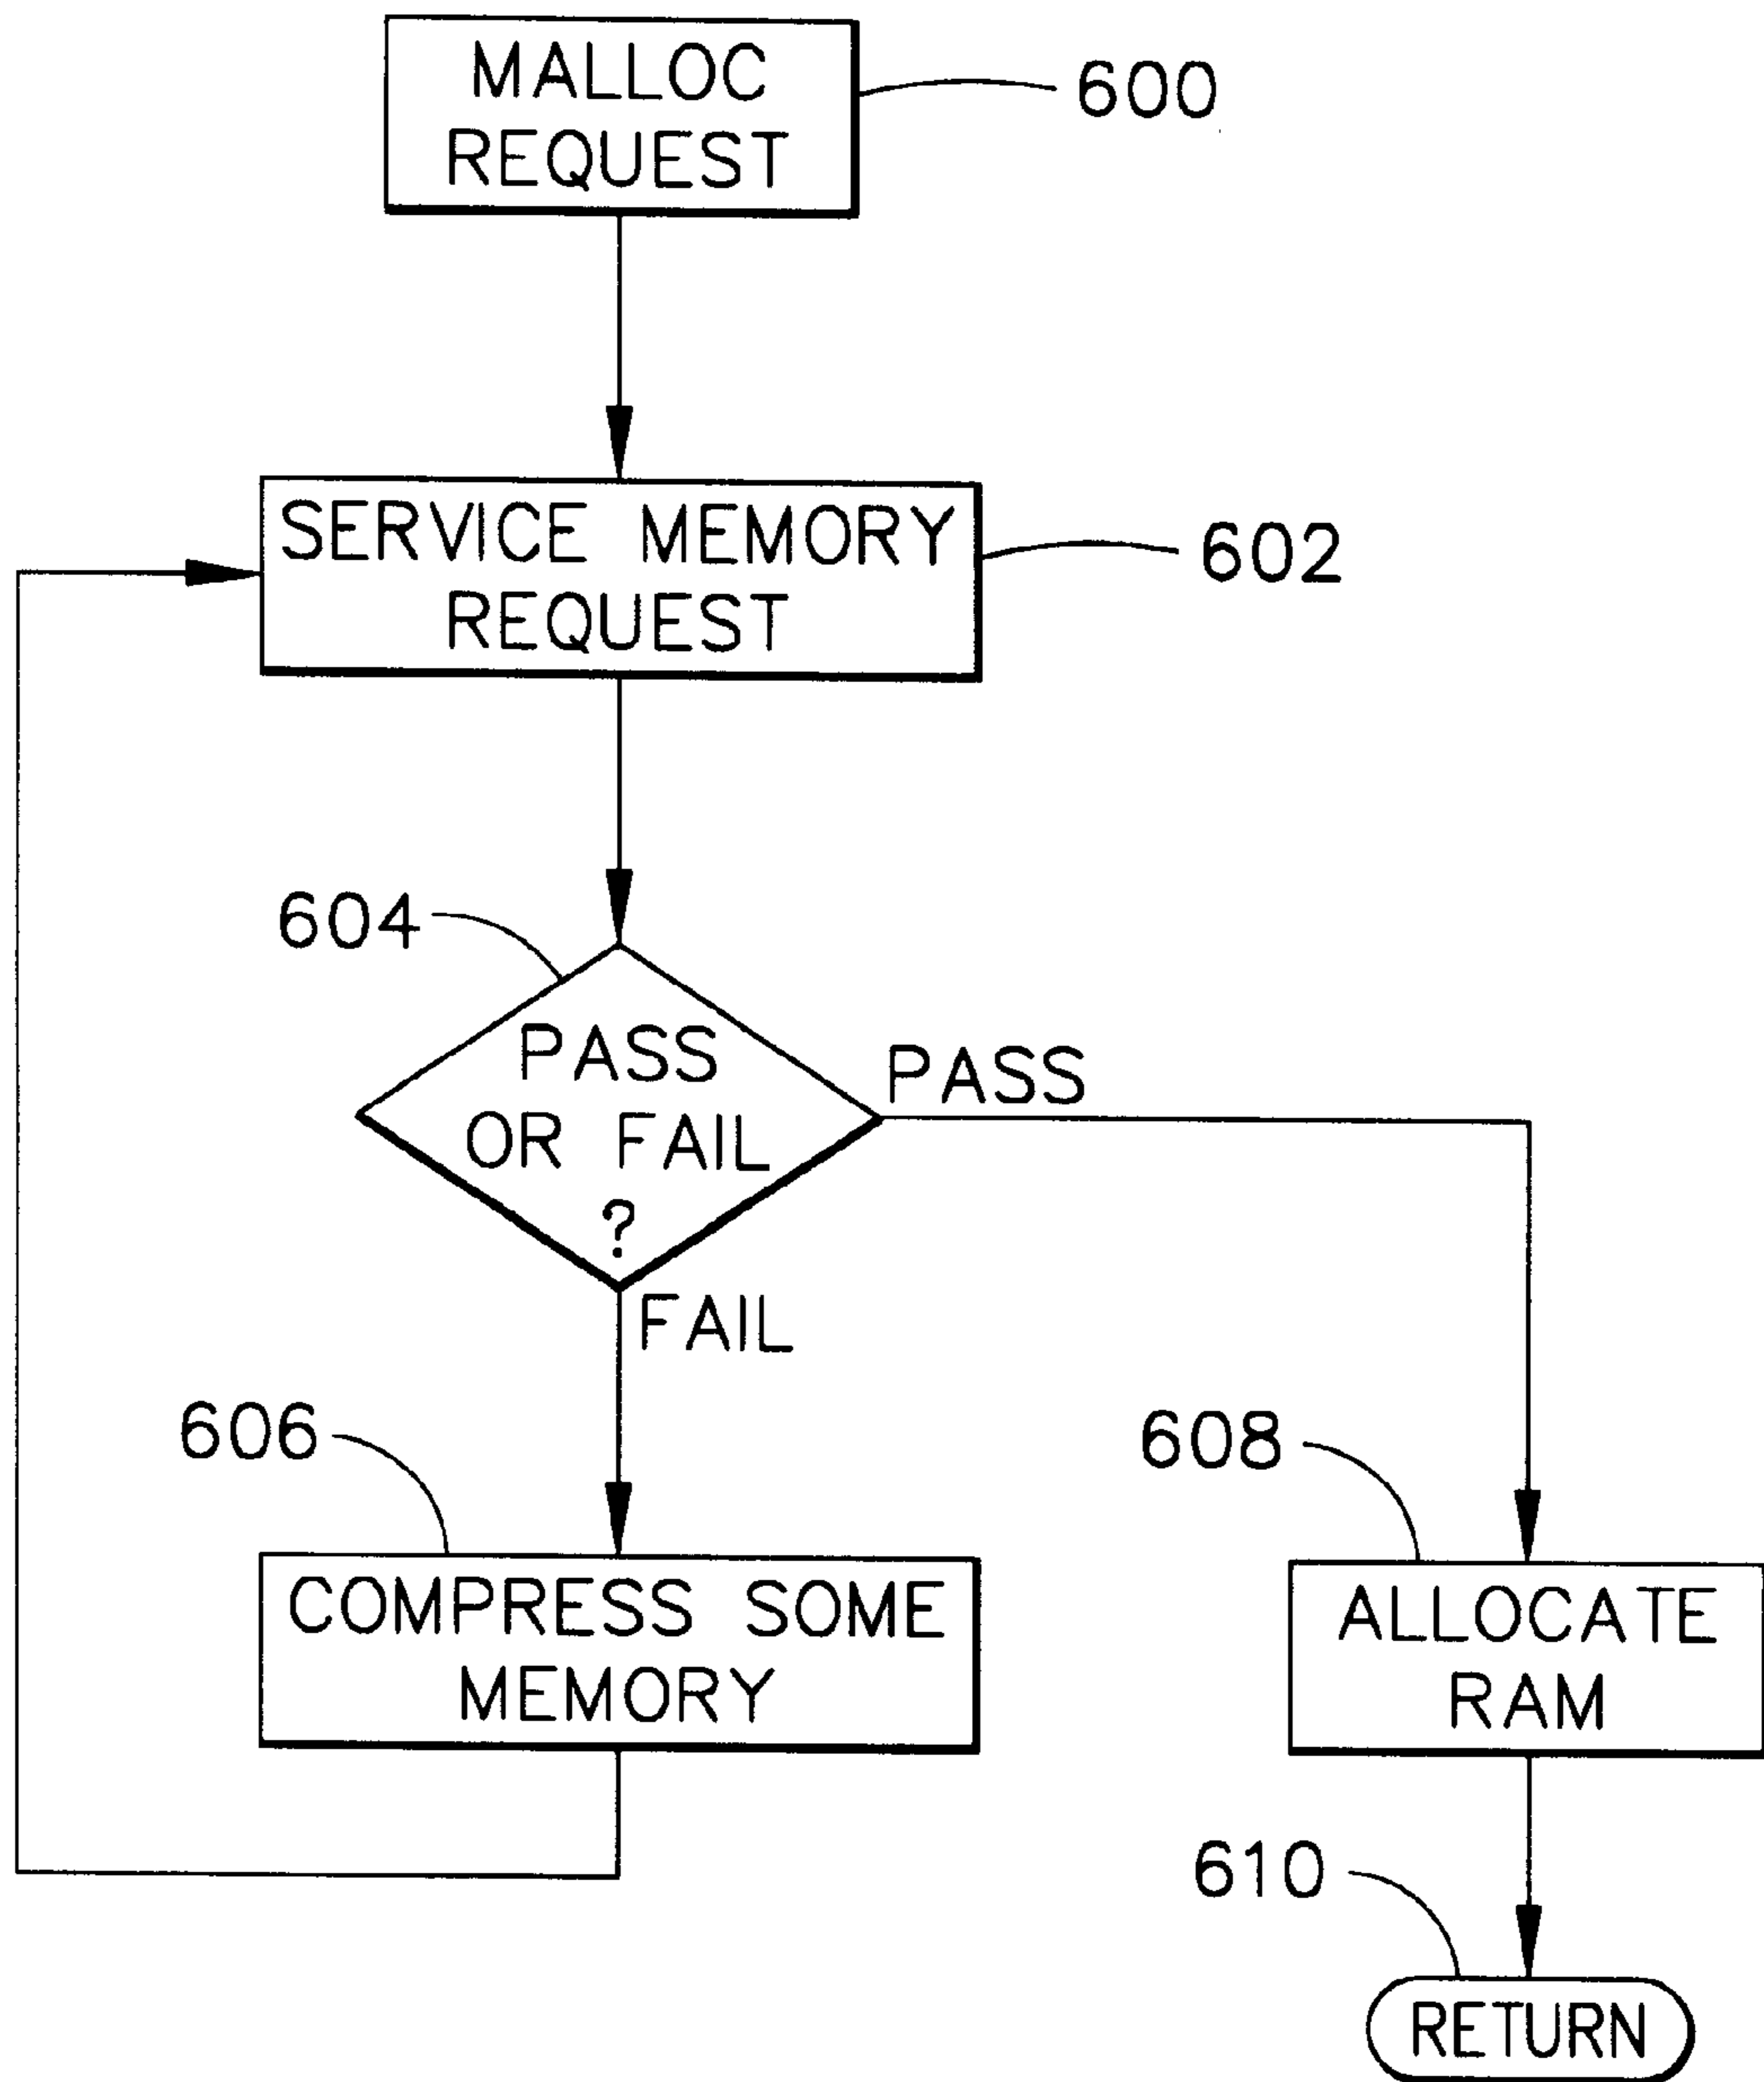 MALLOC
REQUEST
600
SERVICE MEMORY
REQUEST
602
604
PASS
OR FAIL
?
PASS
FAIL
606
COMPRESS SOME
MEMORY
608
ALLOCATE
RAM
610
RETURN